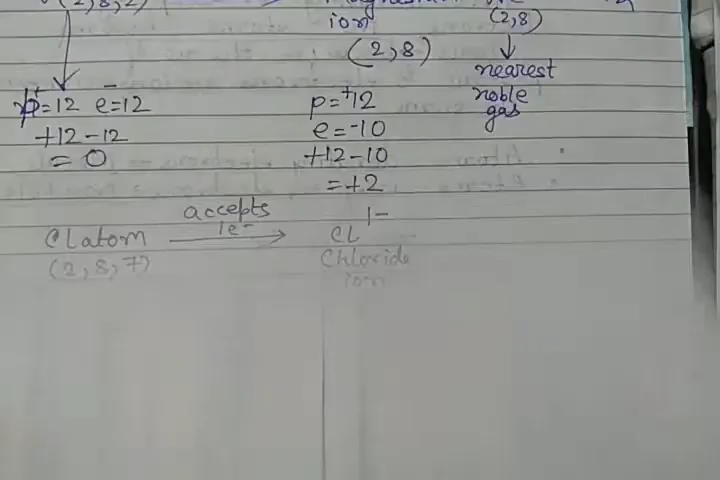 (2,8,2)
ion (2,8)
(2,8)
nearest
noble
gas
p=12 e=12
+12-12
= 0
p=+12
e=-10
+12-10
=+2
accepts
1e-
Cl atom Cl 1-
(2,8,7) Chloride
ion